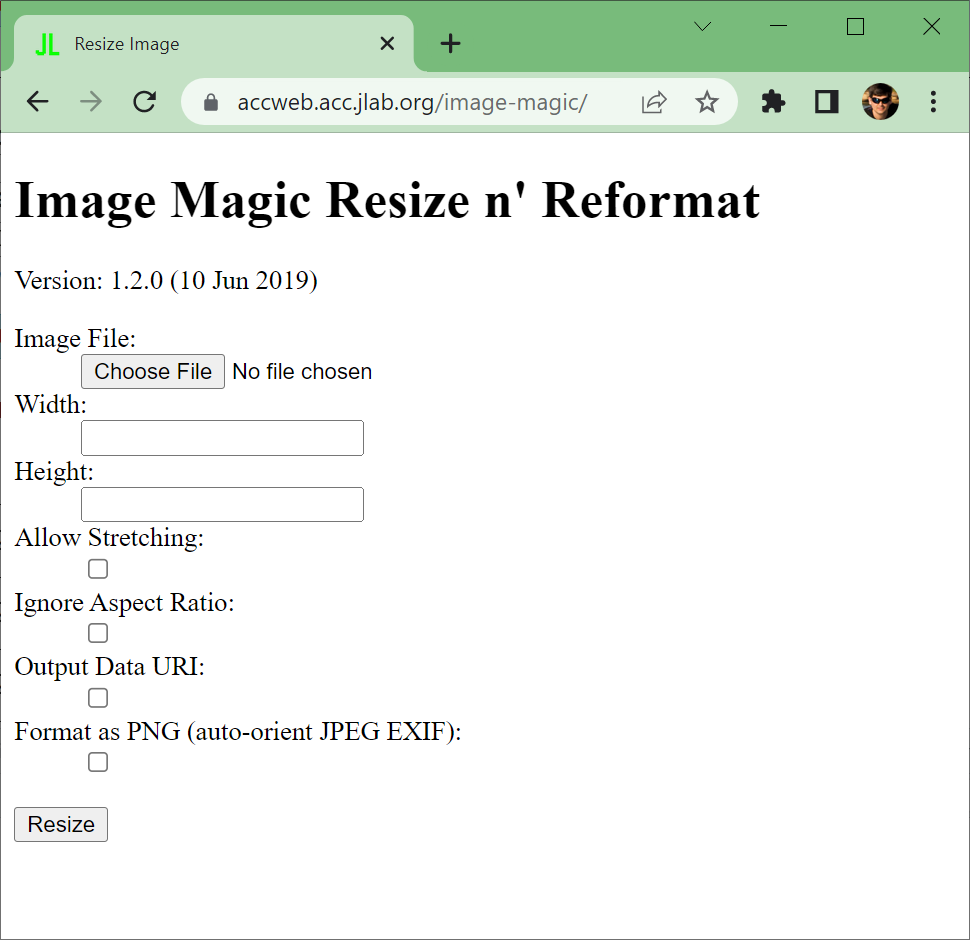 JL Resize Image
accweb.acc.jlab.org/image-magic/
Image Magic Resize n' Reformat
Version: 1.2.0 (10 Jun 2019)
Image File:
Choose File No file chosen
Width:
Height:
Allow Stretching:
Ignore Aspect Ratio:
Output Data URI:
Format as PNG (auto-orient JPEG EXIF):
Resize